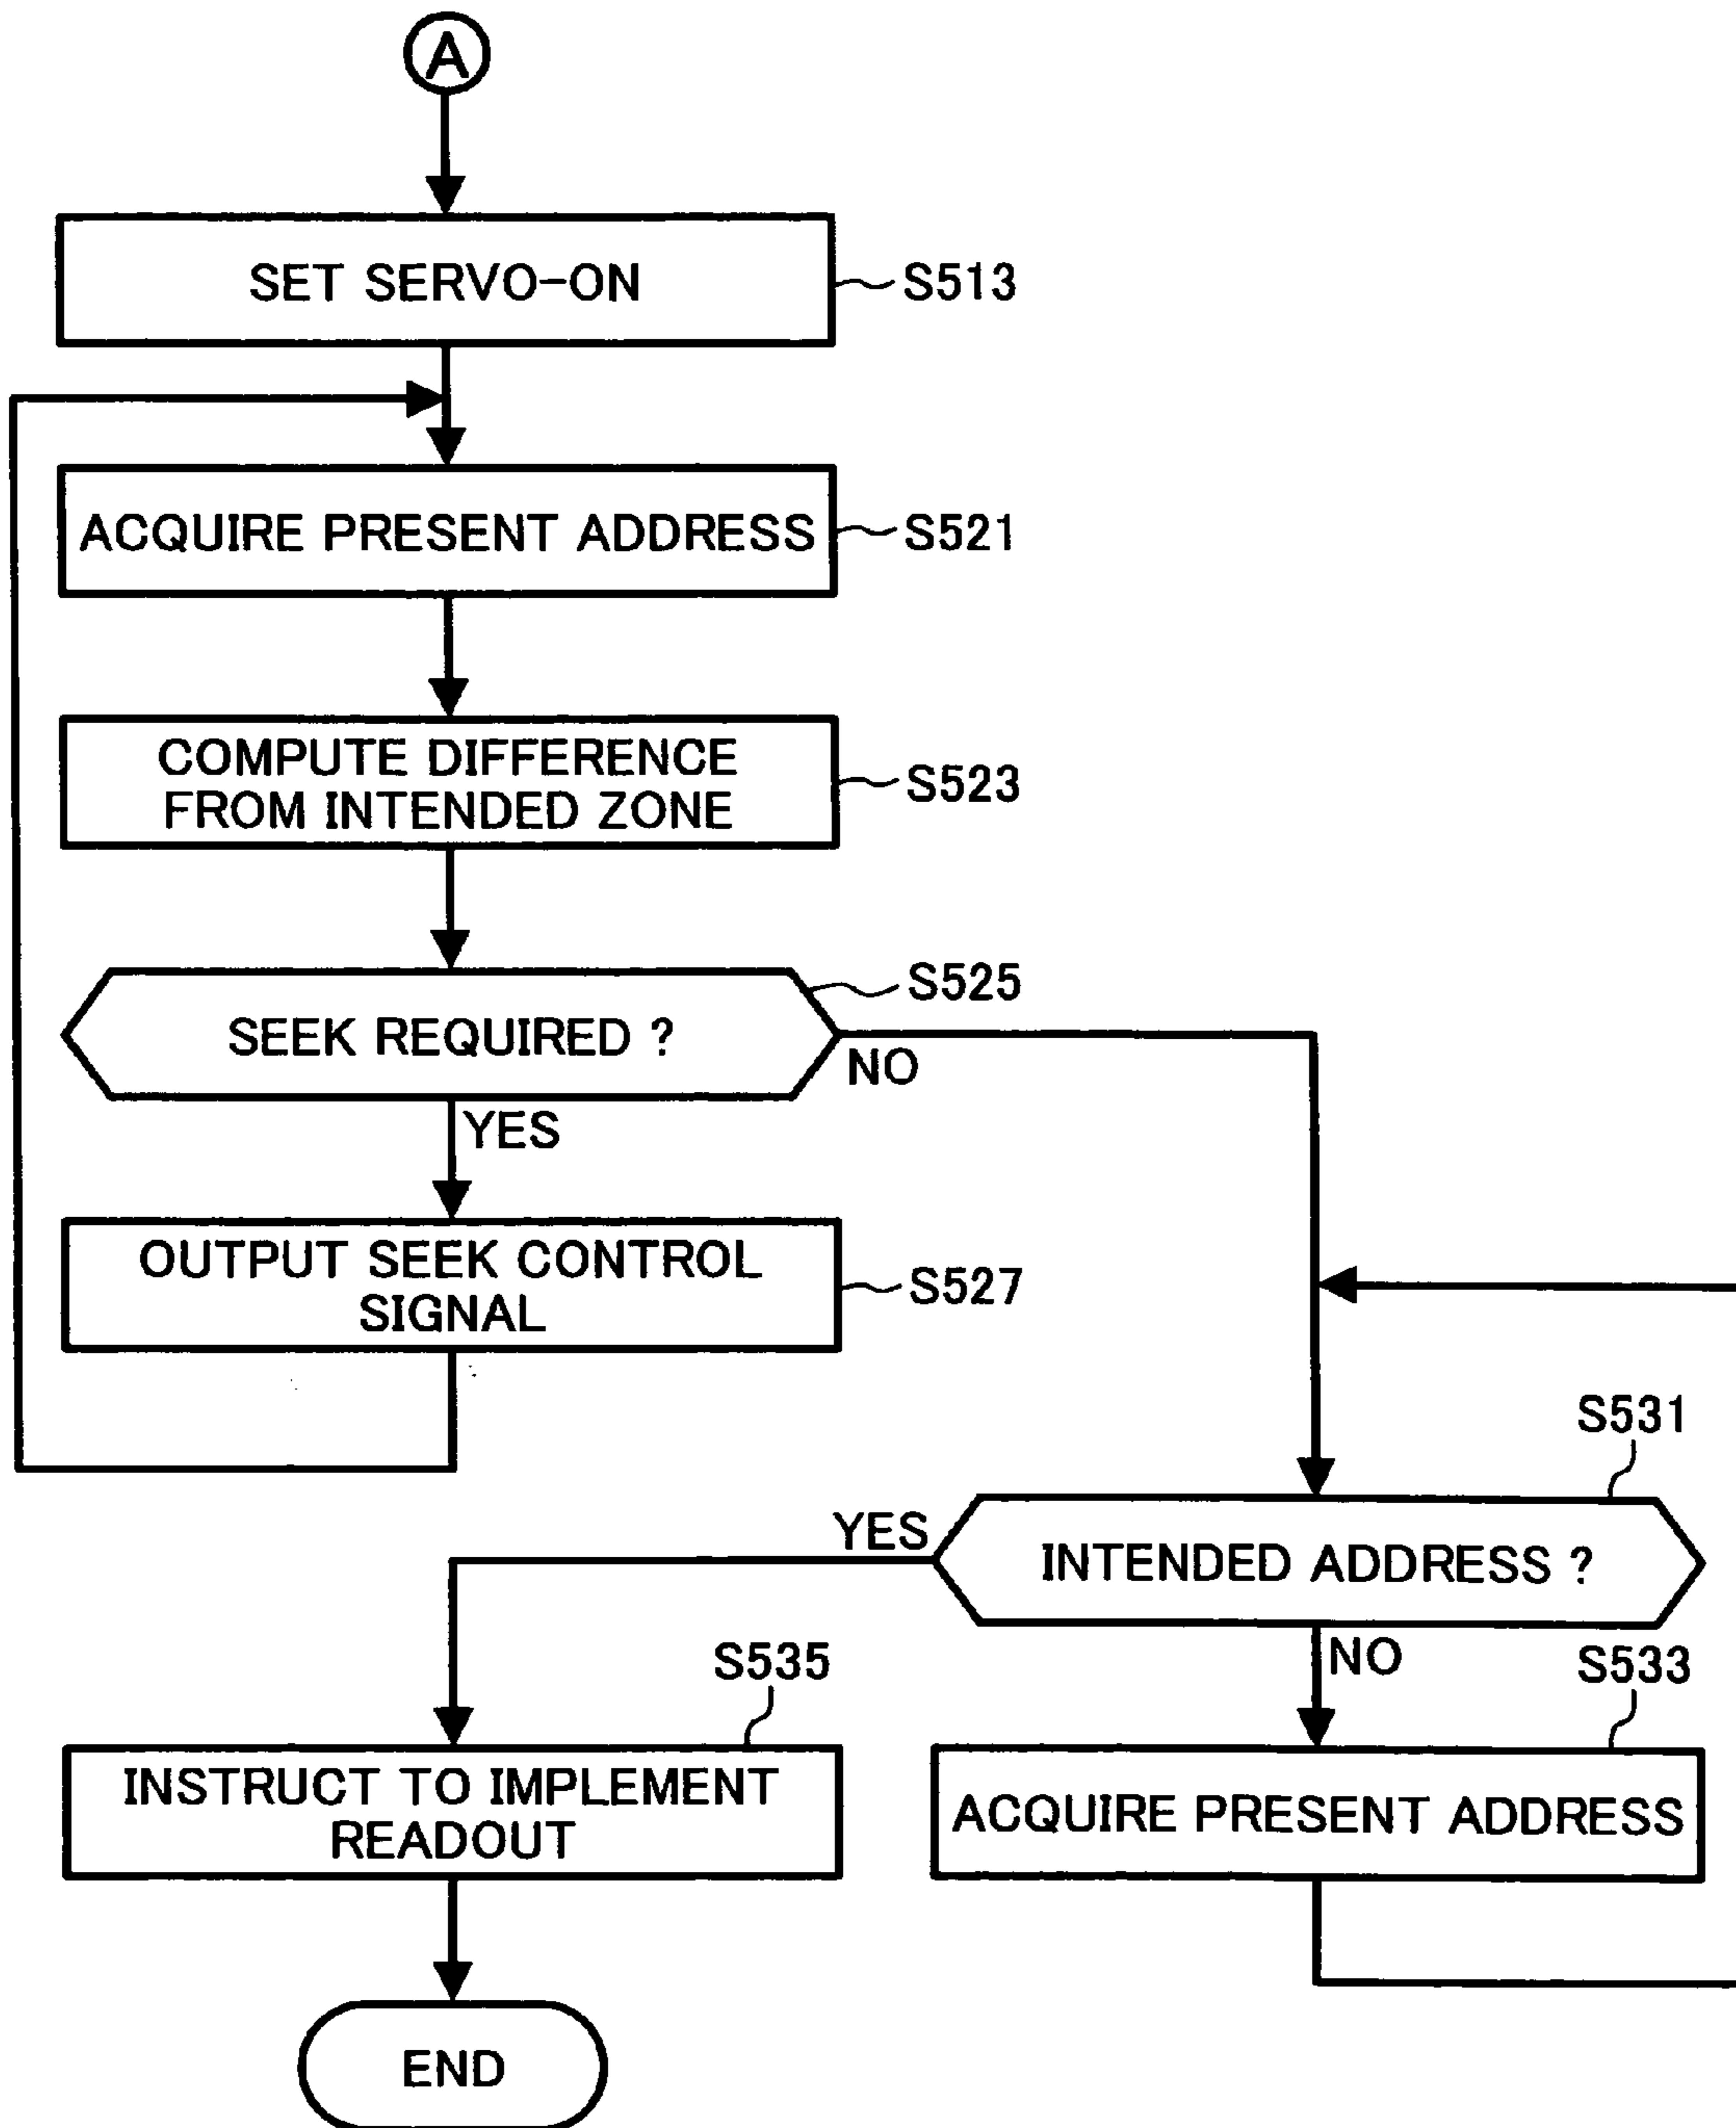 A
SET SERVO-ON
S513
ACQUIRE PRESENT ADDRESS
S521
COMPUTE DIFFERENCE
FROM INTENDED ZONE
S523
S525
SEEK REQUIRED ?
NO
YES
OUTPUT SEEK CONTROL
SIGNAL
S527
S531
YES
INTENDED ADDRESS ?
NO
S535
S533
INSTRUCT TO IMPLEMENT
READOUT
ACQUIRE PRESENT ADDRESS
END